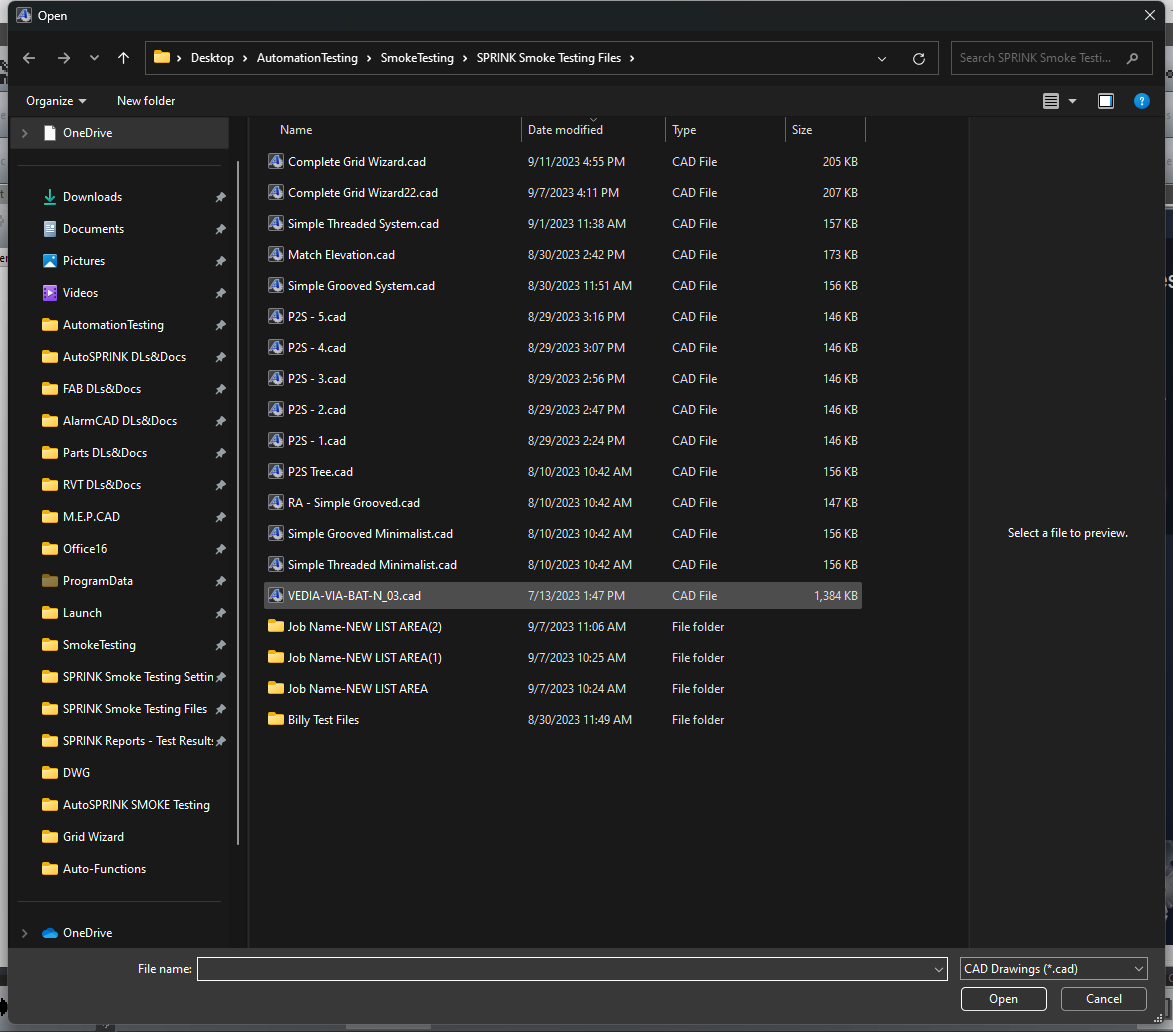 Open
Desktop > AutomationTesting > SmokeTesting > SPRINK Smoke Testing Files >
Search SPRINK Smoke Testi...
Organize
New folder
OneDrive
Downloads
Documents
Pictures
Videos
AutomationTesting
AutoSPRINK DLs&Docs
FAB DLs&Docs
AlarmCAD DLs&Docs
Parts DLs&Docs
RVT DLs&Docs
M.E.P.CAD
Office16
ProgramData
Launch
SmokeTesting
SPRINK Smoke Testing Settin
SPRINK Smoke Testing Files
SPRINK Reports - Test Results
DWG
AutoSPRINK SMOKE Testing
Grid Wizard
Auto-Functions
OneDrive
Name Date modified Type Size
Complete Grid Wizard.cad 9/11/2023 4:55 PM CAD File 205 KB
Complete Grid Wizard22.cad 9/7/2023 4:11 PM CAD File 207 KB
Simple Threaded System.cad 9/1/2023 11:38 AM CAD File 157 KB
Match Elevation.cad 8/30/2023 2:42 PM CAD File 173 KB
Simple Grooved System.cad 8/30/2023 11:51 AM CAD File 156 KB
P2S - 5.cad 8/29/2023 3:16 PM CAD File 146 KB
P2S - 4.cad 8/29/2023 3:07 PM CAD File 146 KB
P2S - 3.cad 8/29/2023 2:56 PM CAD File 146 KB
P2S - 2.cad 8/29/2023 2:47 PM CAD File 146 KB
P2S - 1.cad 8/29/2023 2:24 PM CAD File 146 KB
P2S Tree.cad 8/10/2023 10:42 AM CAD File 156 KB
RA - Simple Grooved.cad 8/10/2023 10:42 AM CAD File 147 KB
Simple Grooved Minimalist.cad 8/10/2023 10:42 AM CAD File 156 KB
Simple Threaded Minimalist.cad 8/10/2023 10:42 AM CAD File 156 KB
VEDIA-VIA-BAT-N_03.cad 7/13/2023 1:47 PM CAD File 1,384 KB
Job Name-NEW LIST AREA(2) 9/7/2023 11:06 AM File folder
Job Name-NEW LIST AREA(1) 9/7/2023 10:25 AM File folder
Job Name-NEW LIST AREA 9/7/2023 10:24 AM File folder
Billy Test Files 8/30/2023 11:49 AM File folder
Select a file to preview.
File name:
CAD Drawings (*.cad)
Open
Cancel